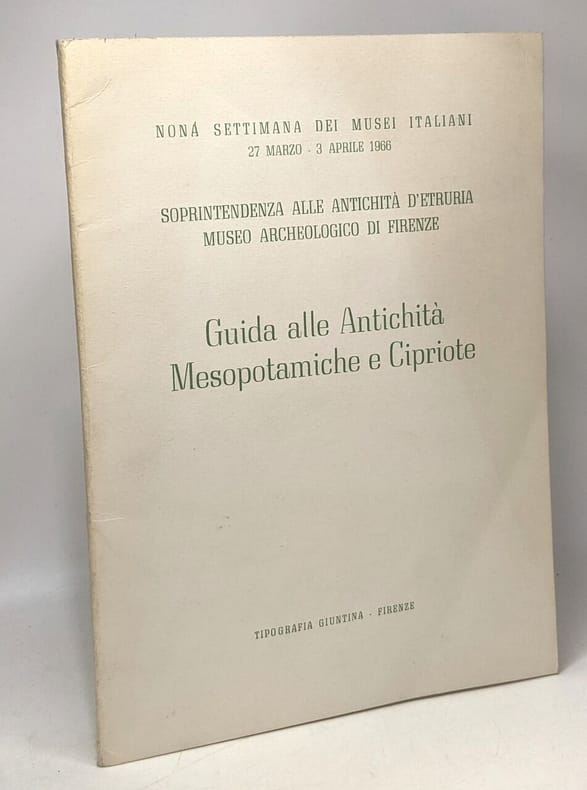 NONÁ SETTIMANA DEI MUSEI ITALIANI
27 MARZO - 3 APRILE 1966
SOPRINTENDENZA ALLE ANTICHITÀ D'ETRURIA
MUSEO ARCHEOLOGICO DI FIRENZE
Guida alle Antichità
Mesopotamiche e Cipriote
TIPOGRAFIA GIUNTINA - FIRENZE